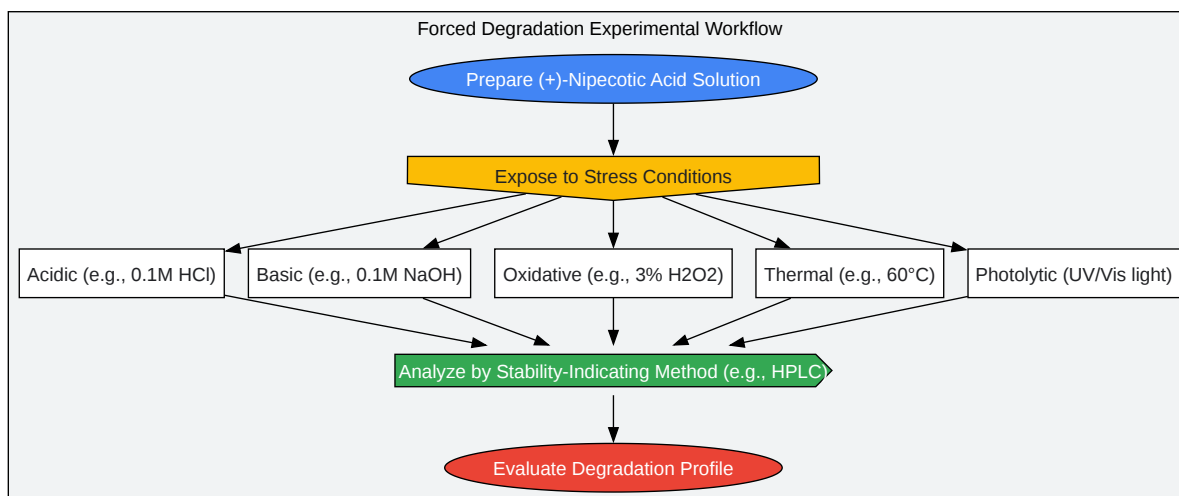 Forced Degradation Experimental Workflow
Prepare (+)-Nipecotic Acid Solution
Expose to Stress Conditions
Acidic (e.g., 0.1M HCl)
Basic (e.g., 0.1M NaOH)
Oxidative (e.g., 3% H2O2)
Thermal (e.g., 60°C)
Photolytic (UV/Vis light)
Analyze by Stability-Indicating Method (e.g., HPLC)
Evaluate Degradation Profile